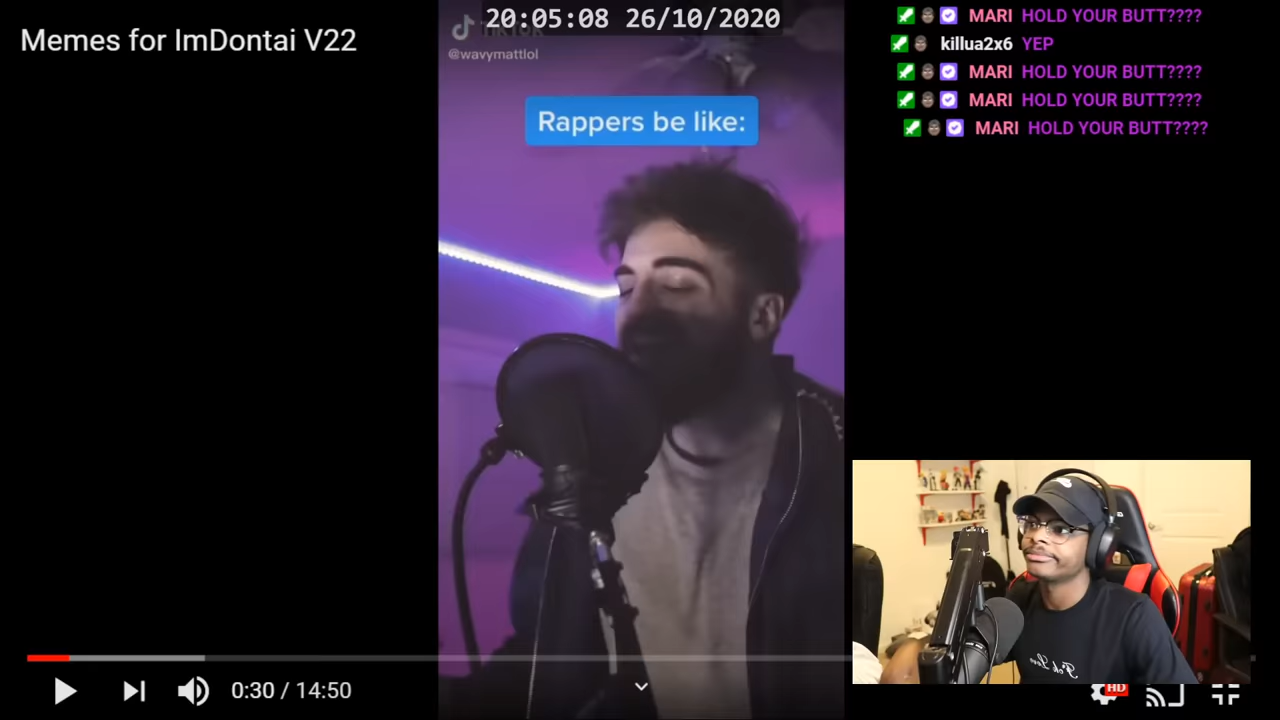 Memes for ImDontai V22
20:05:08 26/10/2020
@wavymattlol
Rappers be like:
MARI HOLD YOUR BUTT????
killua2x6 YEP
MARI HOLD YOUR BUTT????
MARI HOLD YOUR BUTT????
MARI HOLD YOUR BUTT????
0:30 / 14:50
HD